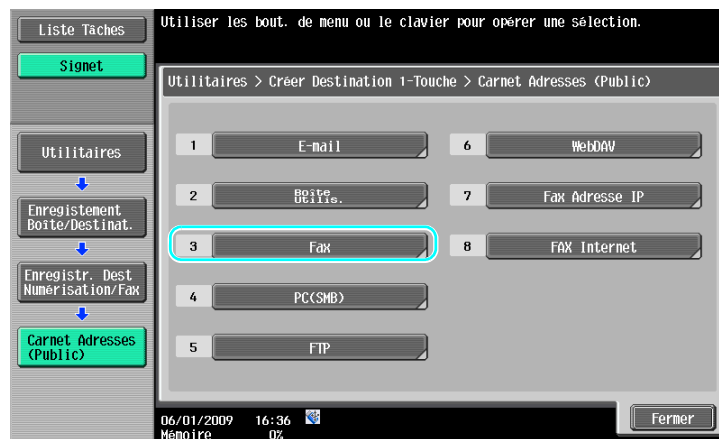 Liste Tâches
Signet
Utiliser les bout. de menu ou le clavier pour opérer une sélection.
Utilitaires > Créer Destination 1-Touche > Carnet Adresses (Public)
Utilitaires
Enregistement
Boîte/Destinat.
Enregistr. Dest
Numérisation/Fax
Carnet Adresses
(Public)
1 E-mail
2 Boîte
Utilis.
3 Fax
4 PC(SMB)
5 FTP
6 WebDAV
7 Fax Adresse IP
8 FAX Internet
06/01/2009 16:36
Mémoire 0%
Fermer